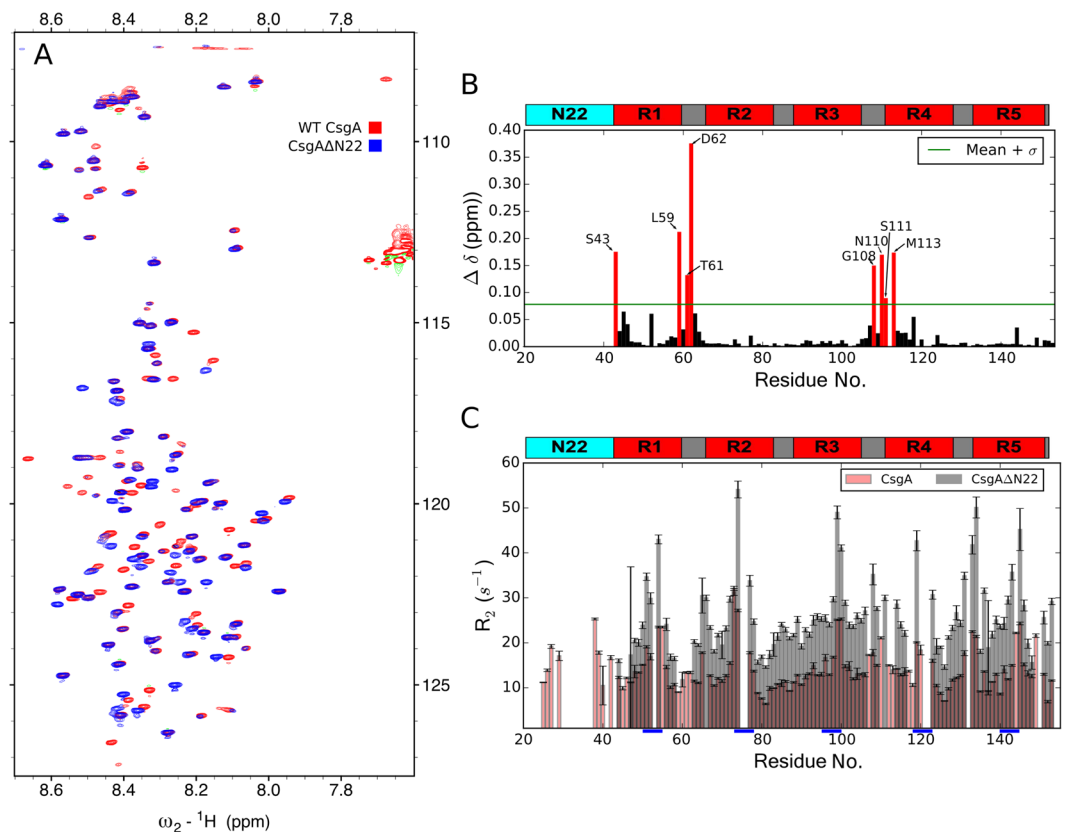 8.6 8.4 8.2 8.0
A
WT CsgA
CsgAΔN22
110
115
120
125
8.6 8.4 8.2 8.0
ω2 - 1H (ppm)
B
N22 R1 R2 R3 R4 R5
0.40
0.35
0.30
0.25
0.20
0.15
0.10
0.05
0.00
Δ δ (ppm))
Mean + σ
D62
L59
S43
T61
S111
N110
G108
M113
20 40 60 80 100 120 140
Residue No.
C
N22 R1 R2 R3 R4 R5
60
50
40
30
20
10
R2 (s−1)
CsgA CsgAΔN22
20 40 60 80 100 120 140
Residue No.